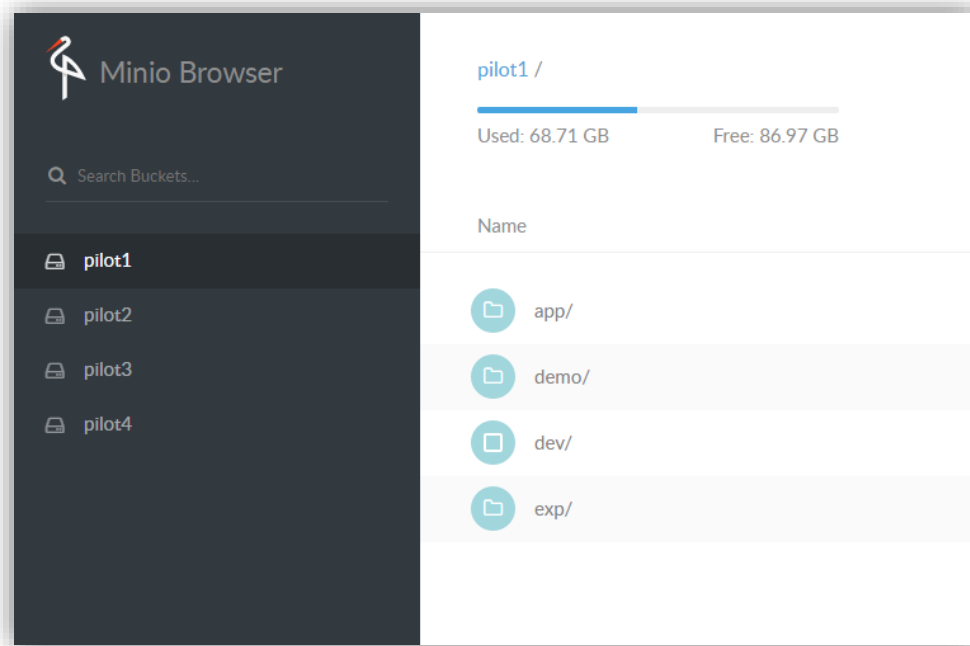 Minio Browser
Search Buckets...
pilot1
pilot2
pilot3
pilot4
pilot1 /
Used: 68.71 GB Free: 86.97 GB
Name
app/
demo/
dev/
exp/